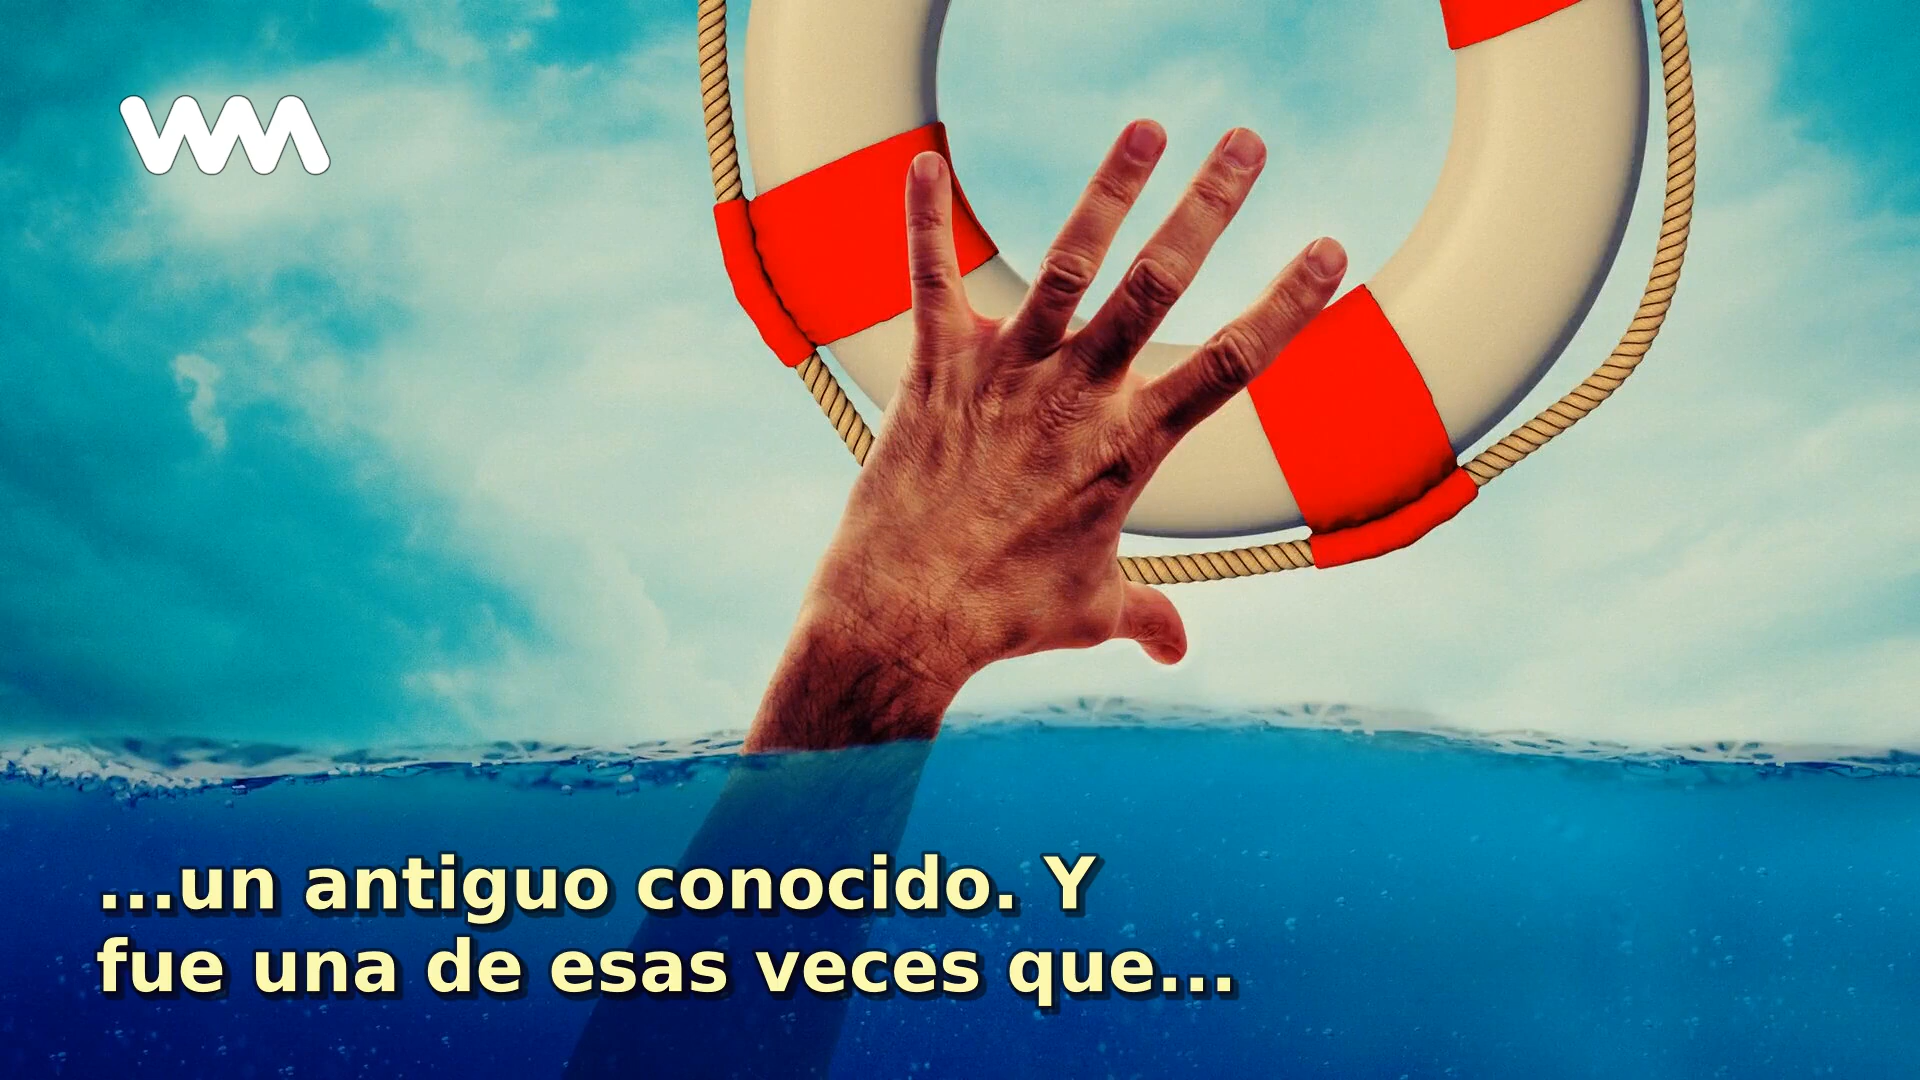 ...un antiguo conocido. Y
fue una de esas veces que...